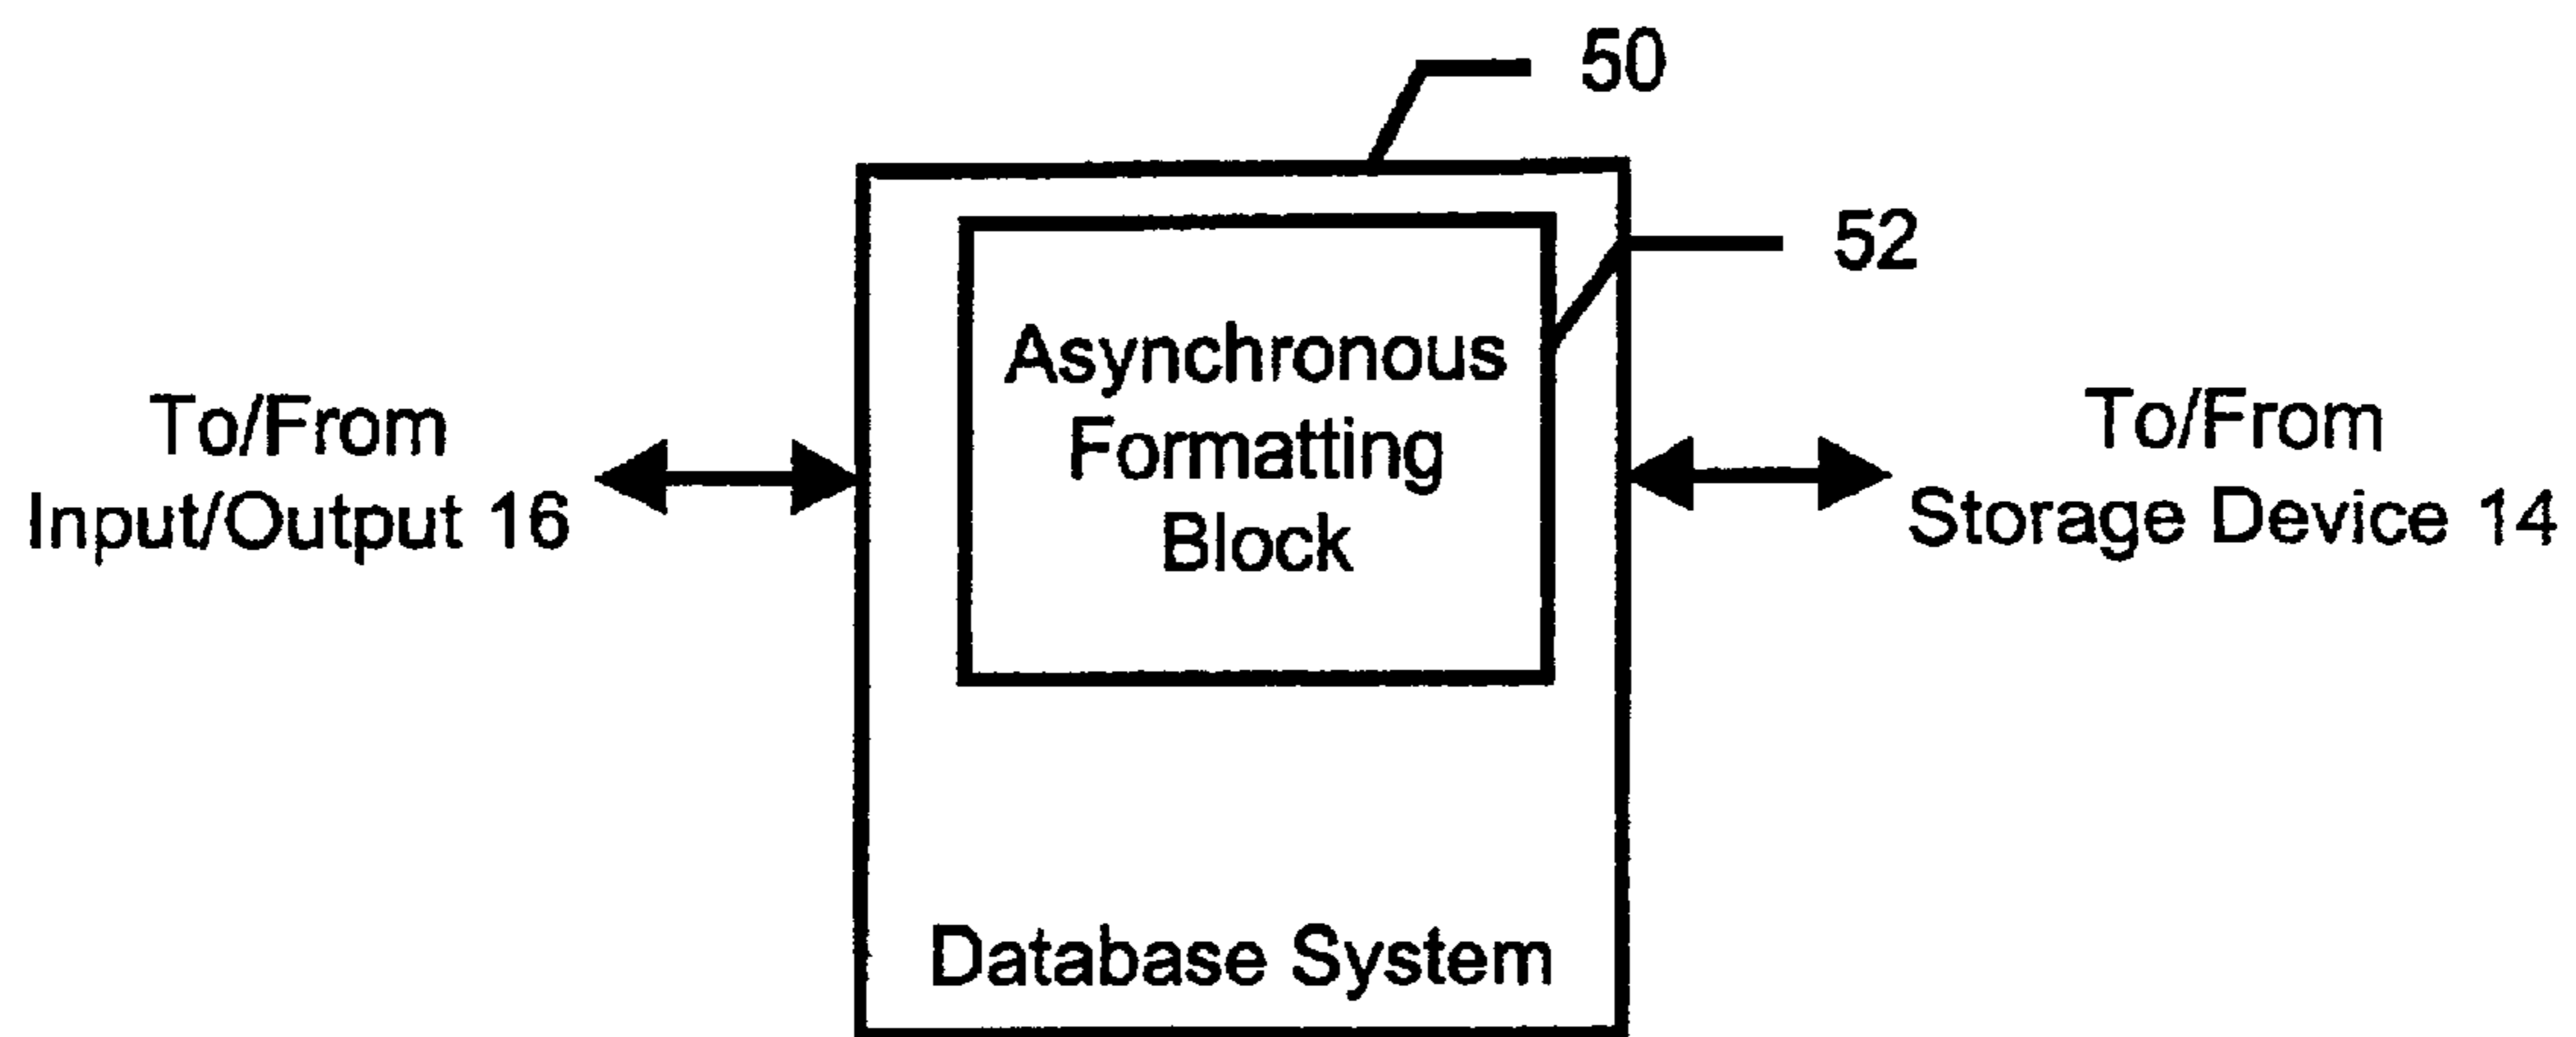 50
52
Asynchronous
Formatting
Block
To/From
Input/Output 16
To/From
Storage Device 14
Database System